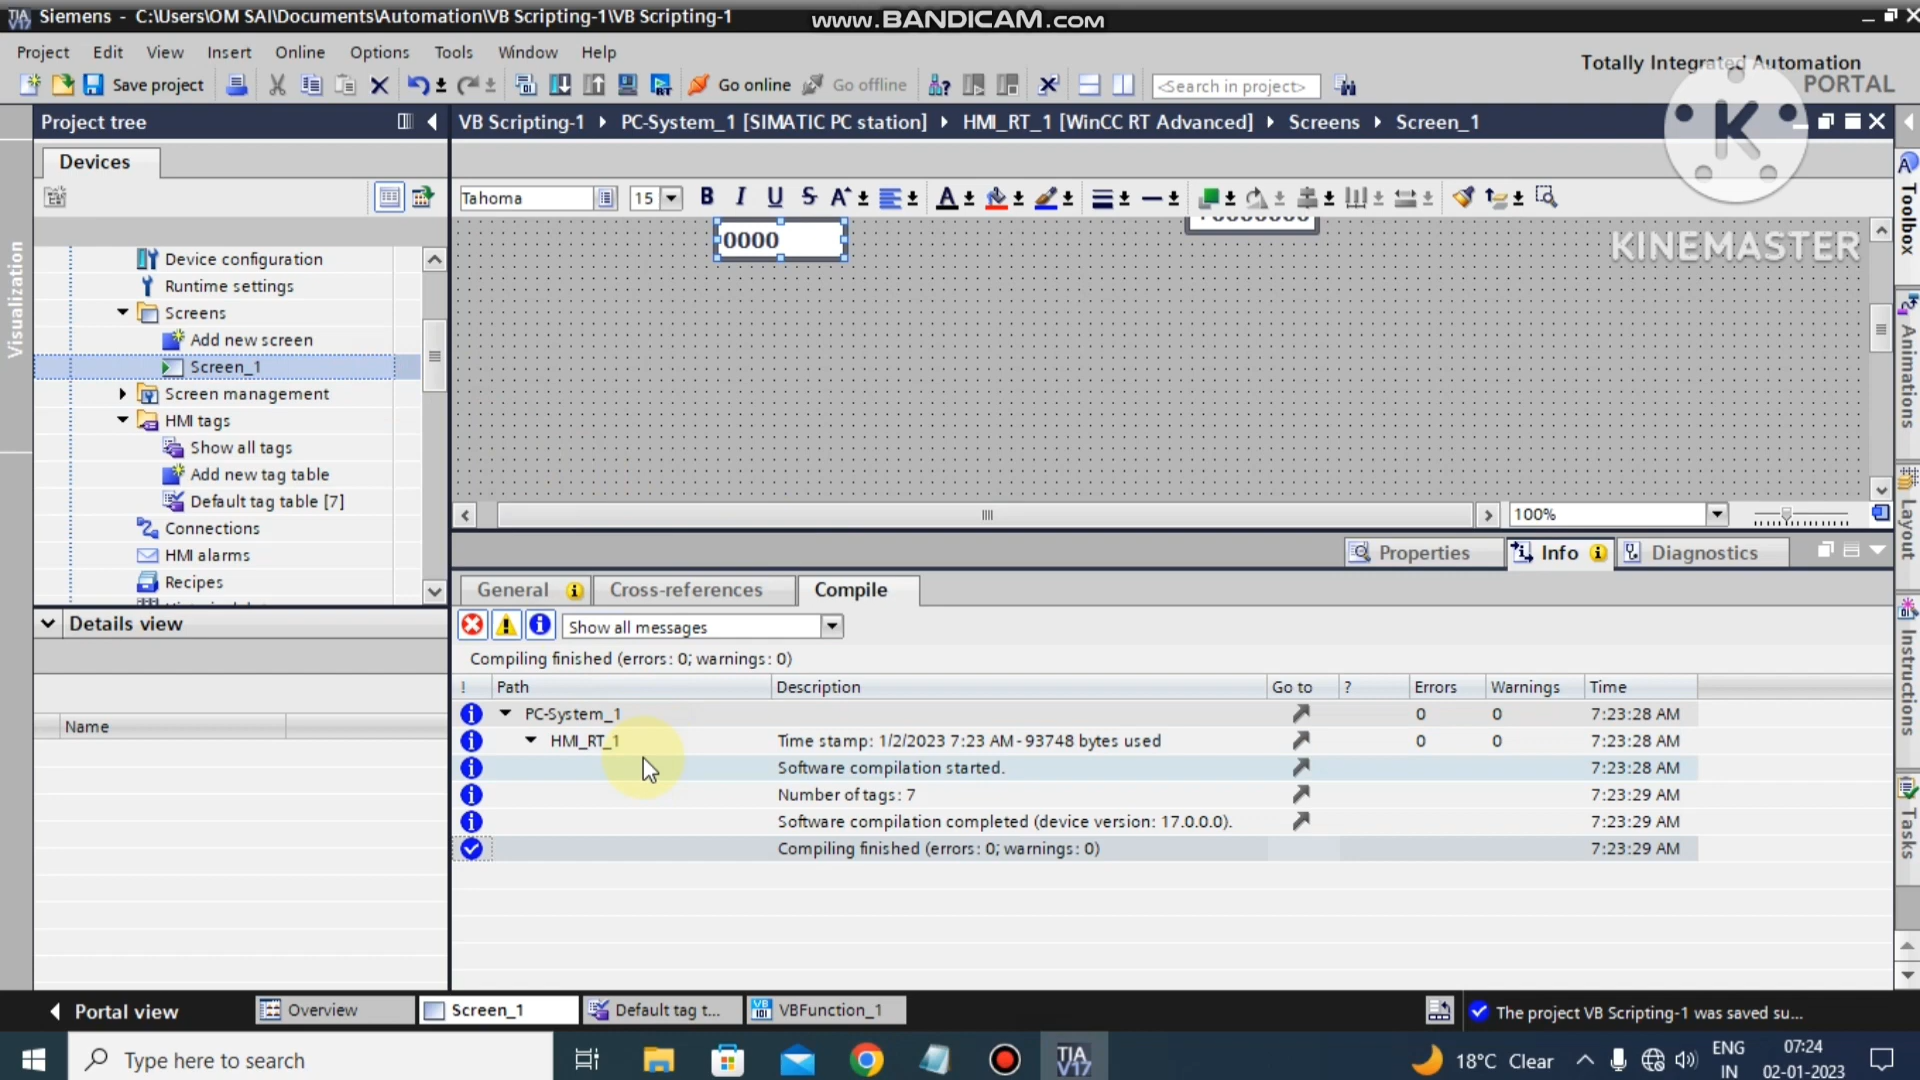 Siemens - C:\Users\OM SAI\Documents\Automation\VB Scripting-1\VB Scripting-1
www.BANDICAM.com
Project Edit View Insert Online Options Tools Window Help
Totally Integrated Automation
PORTAL
Save project
Go online
Go offline
<Search in project>
Project tree
VB Scripting-1 PC-System_1 [SIMATIC PC station] HMI_RT_1 [WinCC RT Advanced] Screens Screen_1
K
Devices
Toolbox
Tahoma
15
B I U S A A
0000
KINEMASTER
Visualization
Device configuration
Runtime settings
Screens
Add new screen
Screen_1
Screen management
HMI tags
Show all tags
Add new tag table
Default tag table [7]
Connections
HMI alarms
Recipes
Animations
Layout
Instructions
Tasks
100%
Properties
Info
Diagnostics
General
Cross-references
Compile
Details view
Name
Show all messages
Compiling finished (errors: 0; warnings: 0)
! Path Description Go to ? Errors Warnings Time
PC-System_1 0 0 7:23:28 AM
HMI_RT_1 Time stamp: 1/2/2023 7:23 AM - 93748 bytes used 0 0 7:23:28 AM
Software compilation started. 7:23:28 AM
Number of tags: 7 7:23:29 AM
Software compilation completed (device version: 17.0.0.0). 7:23:29 AM
Compiling finished (errors: 0; warnings: 0) 7:23:29 AM
Portal view
Overview
Screen_1
Default tag t...
VBFunction_1
The project VB Scripting-1 was saved su...
Type here to search
TIA
V17
18°C Clear
ENG
IN
07:24
02-01-2023